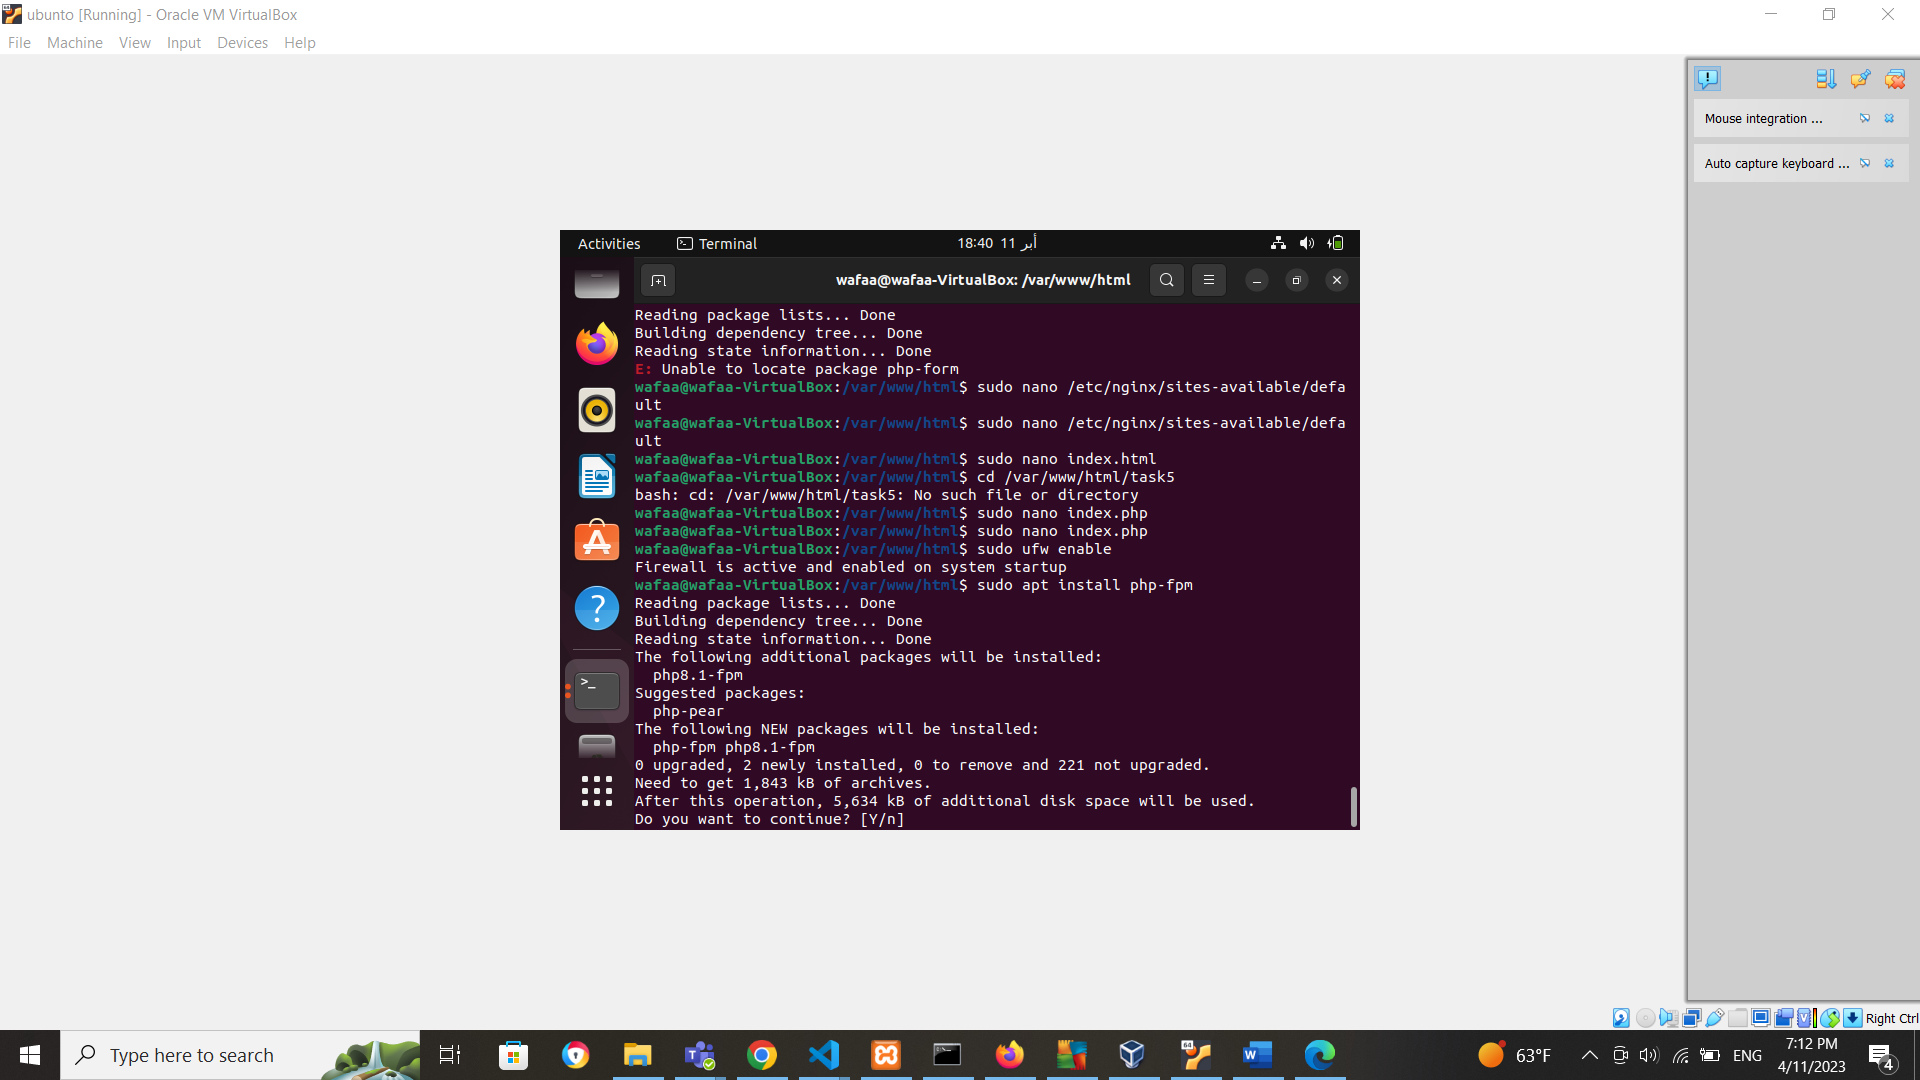 ubunto [Running] - Oracle VM VirtualBox
File Machine View Input Devices Help
Mouse integration ...
Auto capture keyboard ...
Activities Terminal 18:40 11 أبر
wafaa@wafaa-VirtualBox: /var/www/html
Reading package lists... Done
Building dependency tree... Done
Reading state information... Done
E: Unable to locate package php-form
wafaa@wafaa-VirtualBox:/var/www/html$ sudo nano /etc/nginx/sites-available/defa
ult
wafaa@wafaa-VirtualBox:/var/www/html$ sudo nano /etc/nginx/sites-available/defa
ult
wafaa@wafaa-VirtualBox:/var/www/html$ sudo nano index.html
wafaa@wafaa-VirtualBox:/var/www/html$ cd /var/www/html/task5
bash: cd: /var/www/html/task5: No such file or directory
wafaa@wafaa-VirtualBox:/var/www/html$ sudo nano index.php
wafaa@wafaa-VirtualBox:/var/www/html$ sudo nano index.php
wafaa@wafaa-VirtualBox:/var/www/html$ sudo ufw enable
Firewall is active and enabled on system startup
wafaa@wafaa-VirtualBox:/var/www/html$ sudo apt install php-fpm
Reading package lists... Done
Building dependency tree... Done
Reading state information... Done
The following additional packages will be installed:
php8.1-fpm
Suggested packages:
php-pear
The following NEW packages will be installed:
php-fpm php8.1-fpm
0 upgraded, 2 newly installed, 0 to remove and 221 not upgraded.
Need to get 1,843 kB of archives.
After this operation, 5,634 kB of additional disk space will be used.
Do you want to continue? [Y/n]
Right Ctrl
Type here to search
63°F
ENG
7:12 PM
4/11/2023
4